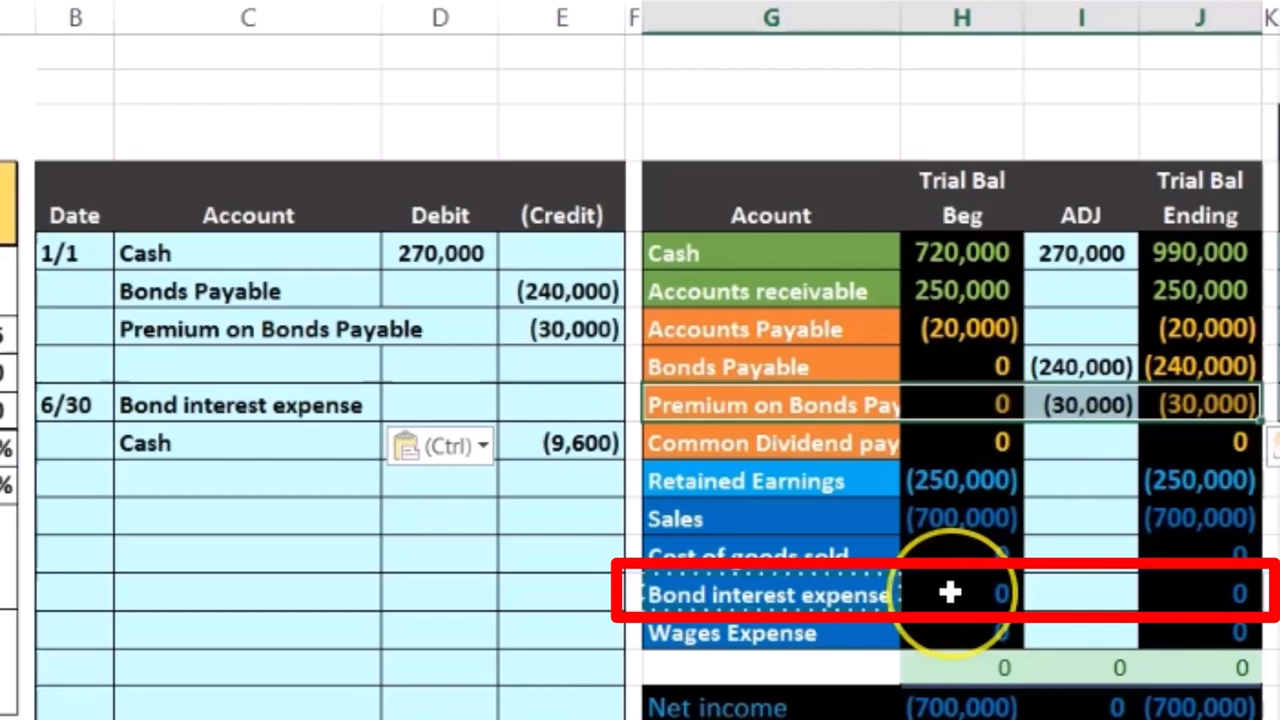 B C D E F G H I J K
Trial Bal Trial Bal
Date Account Debit (Credit) Acount Beg ADJ Ending
1/1 Cash 270,000 Cash 720,000 270,000 990,000
Bonds Payable (240,000) Accounts receivable 250,000 250,000
Premium on Bonds Payable (30,000) Accounts Payable (20,000) (20,000)
Bonds Payable 0 (240,000) (240,000)
6/30 Bond interest expense Premium on Bonds Pay 0 (30,000) (30,000)
% Cash (Ctrl) (9,600) Common Dividend pay 0 0
% Retained Earnings (250,000) (250,000)
Sales (700,000) (700,000)
Cost of goods sold 0
Bond interest expense 0 0
Wages Expense 0
0 0 0
Net income (700,000) 0 (700,000)